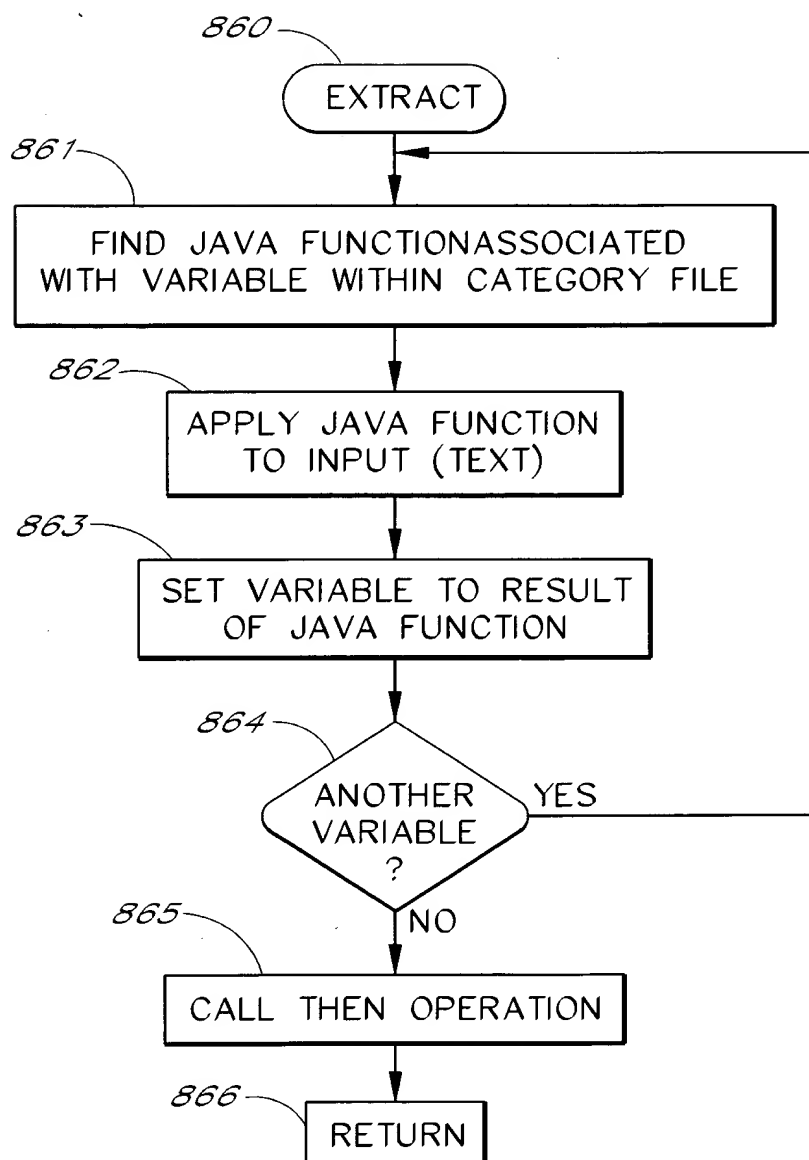 860
EXTRACT
861
FIND JAVA FUNCTIONASSOCIATED
WITH VARIABLE WITHIN CATEGORY FILE
862
APPLY JAVA FUNCTION
TO INPUT (TEXT)
863
SET VARIABLE TO RESULT
OF JAVA FUNCTION
864
ANOTHER
VARIABLE
?
YES
NO
865
CALL THEN OPERATION
866
RETURN